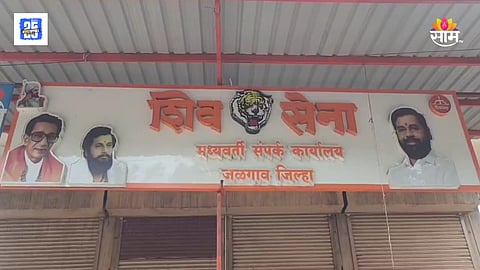 साम
शिव सेना
मध्यवर्ती संपर्क कार्यालय
जळगाव जिल्हा